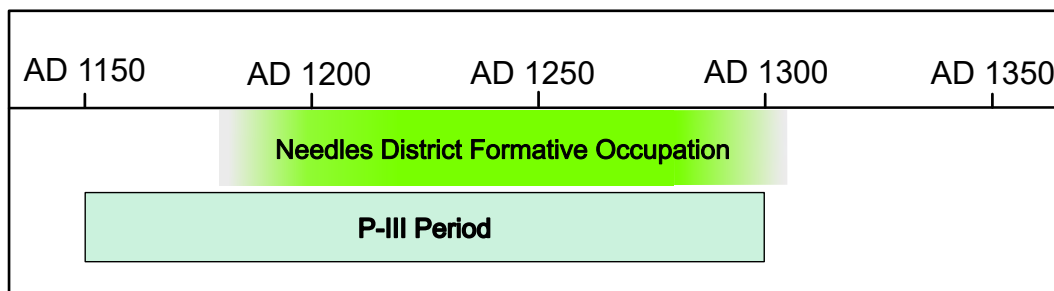 AD 1150 AD 1200 AD 1250 AD 1300 AD 1350
Needles District Formative Occupation
P-III Period